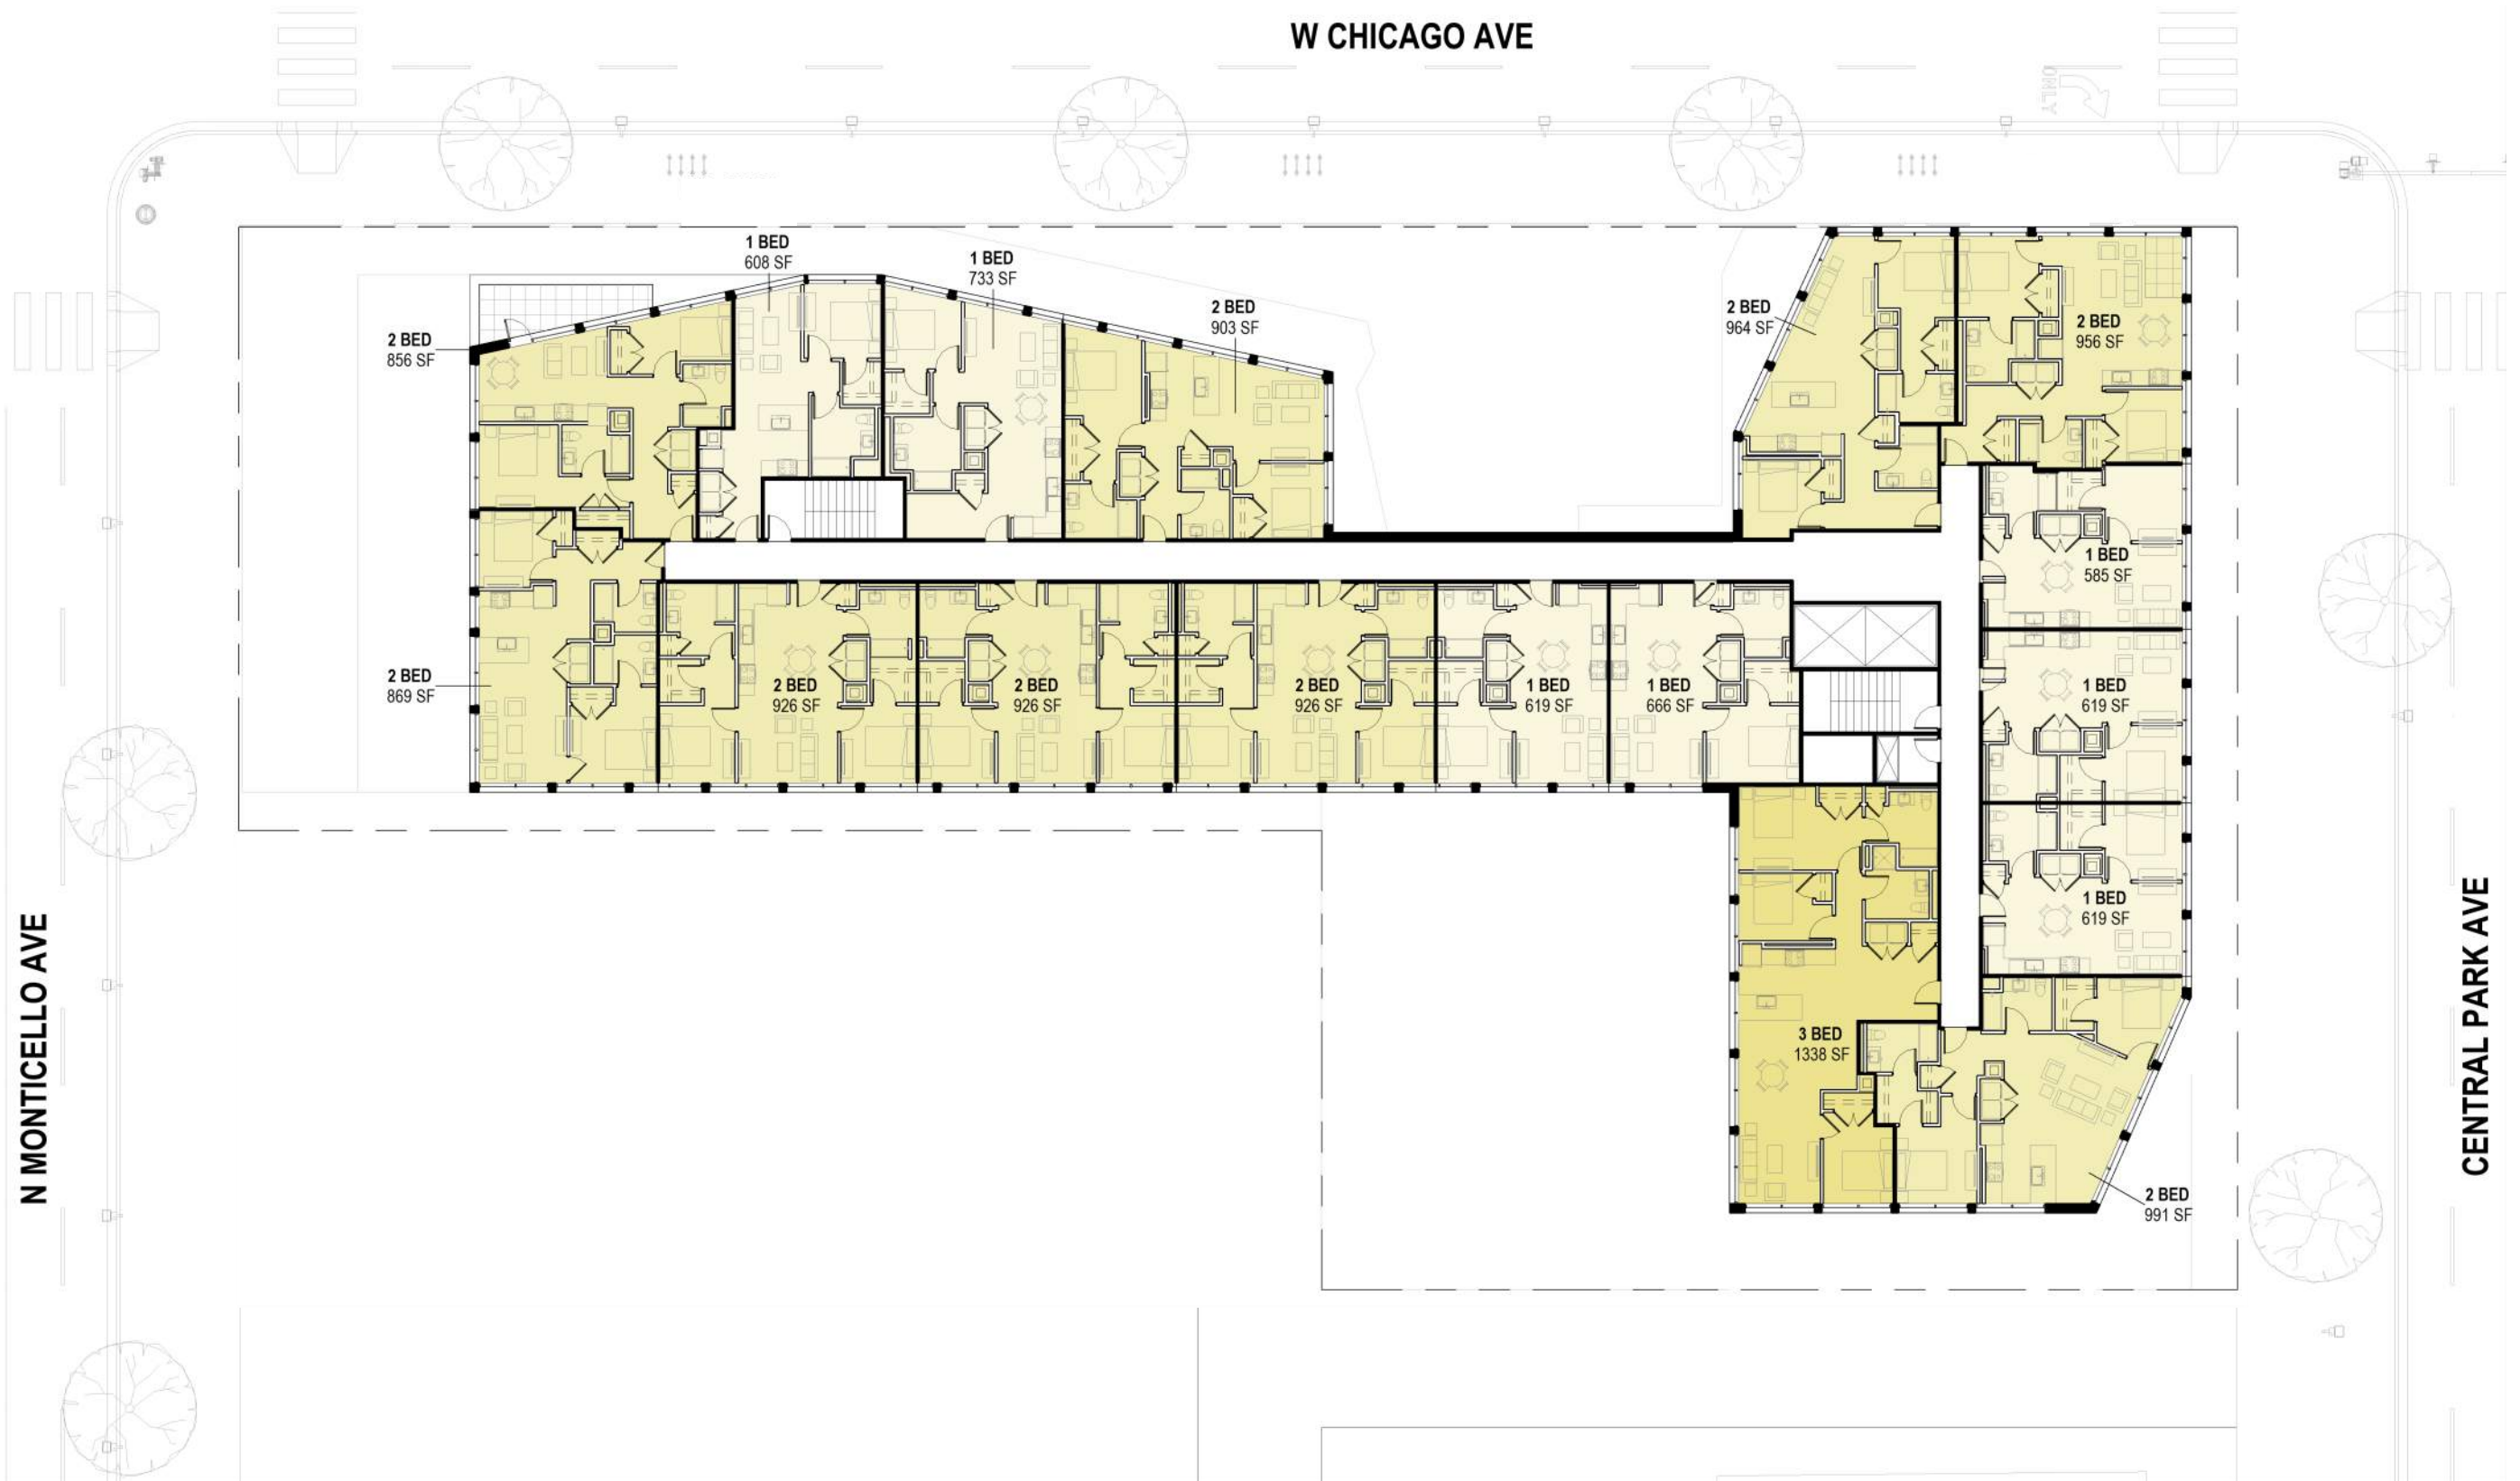 W CHICAGO AVE
ONLY
1 BED
608 SF
1 BED
733 SF
2 BED
903 SF
2 BED
856 SF
2 BED
964 SF
2 BED
956 SF
1 BED
585 SF
2 BED
869 SF
2 BED
926 SF
2 BED
926 SF
2 BED
926 SF
1 BED
619 SF
1 BED
666 SF
1 BED
619 SF
1 BED
619 SF
3 BED
1338 SF
2 BED
991 SF
N MONTICELLO AVE
CENTRAL PARK AVE